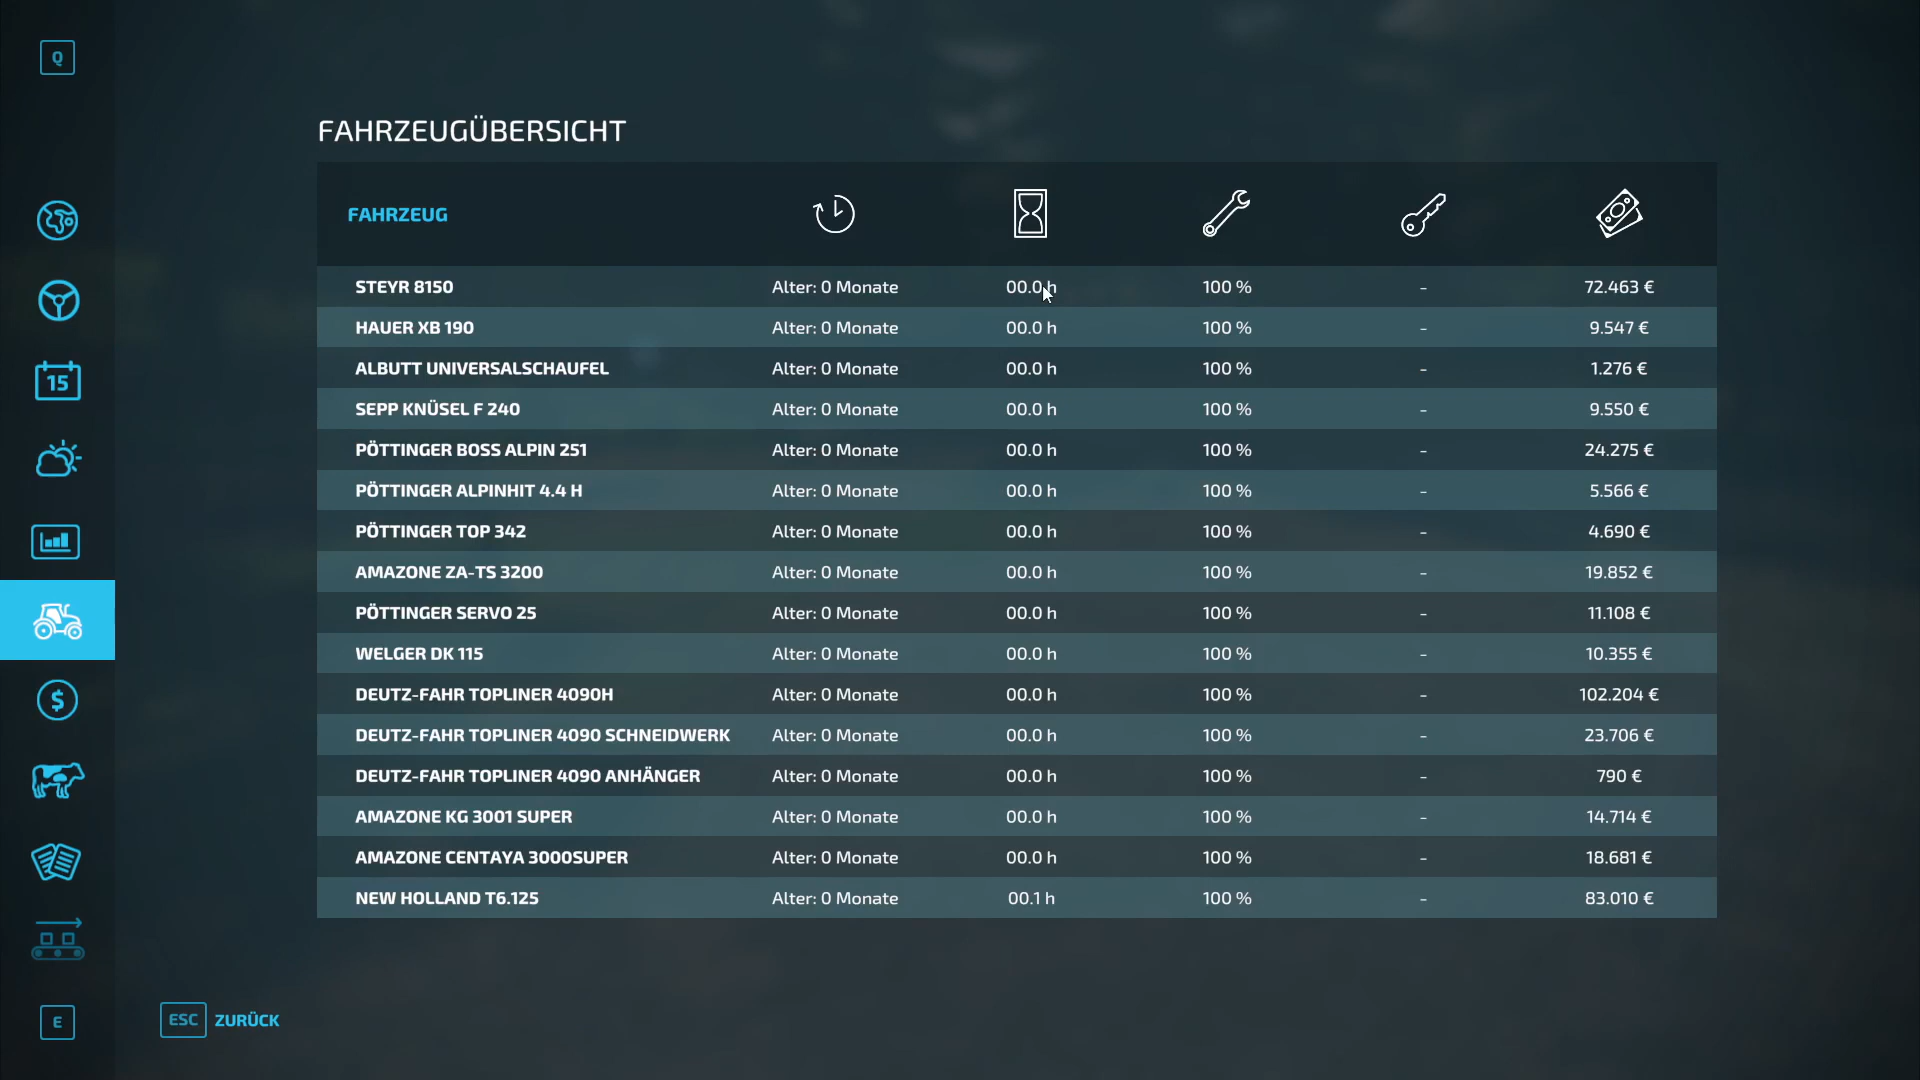 Q
FAHRZEUGÜBERSICHT
FAHRZEUG
STEYR 8150 Alter: 0 Monate 00.0 h 100 % - 72.463 €
HAUER XB 190 Alter: 0 Monate 00.0 h 100 % - 9.547 €
ALBUTT UNIVERSALSCHAUFEL Alter: 0 Monate 00.0 h 100 % - 1.276 €
15
SEPP KNÜSEL F 240 Alter: 0 Monate 00.0 h 100 % - 9.550 €
PÖTTINGER BOSS ALPIN 251 Alter: 0 Monate 00.0 h 100 % - 24.275 €
PÖTTINGER ALPINHIT 4.4 H Alter: 0 Monate 00.0 h 100 % - 5.566 €
PÖTTINGER TOP 342 Alter: 0 Monate 00.0 h 100 % - 4.690 €
AMAZONE ZA-TS 3200 Alter: 0 Monate 00.0 h 100 % - 19.852 €
PÖTTINGER SERVO 25 Alter: 0 Monate 00.0 h 100 % - 11.108 €
WELGER DK 115 Alter: 0 Monate 00.0 h 100 % - 10.355 €
DEUTZ-FAHR TOPLINER 4090H Alter: 0 Monate 00.0 h 100 % - 102.204 €
$
DEUTZ-FAHR TOPLINER 4090 SCHNEIDWERK Alter: 0 Monate 00.0 h 100 % - 23.706 €
DEUTZ-FAHR TOPLINER 4090 ANHÄNGER Alter: 0 Monate 00.0 h 100 % - 790 €
AMAZONE KG 3001 SUPER Alter: 0 Monate 00.0 h 100 % - 14.714 €
AMAZONE CENTAYA 3000SUPER Alter: 0 Monate 00.0 h 100 % - 18.681 €
NEW HOLLAND T6.125 Alter: 0 Monate 00.1 h 100 % - 83.010 €
E
ESC ZURÜCK